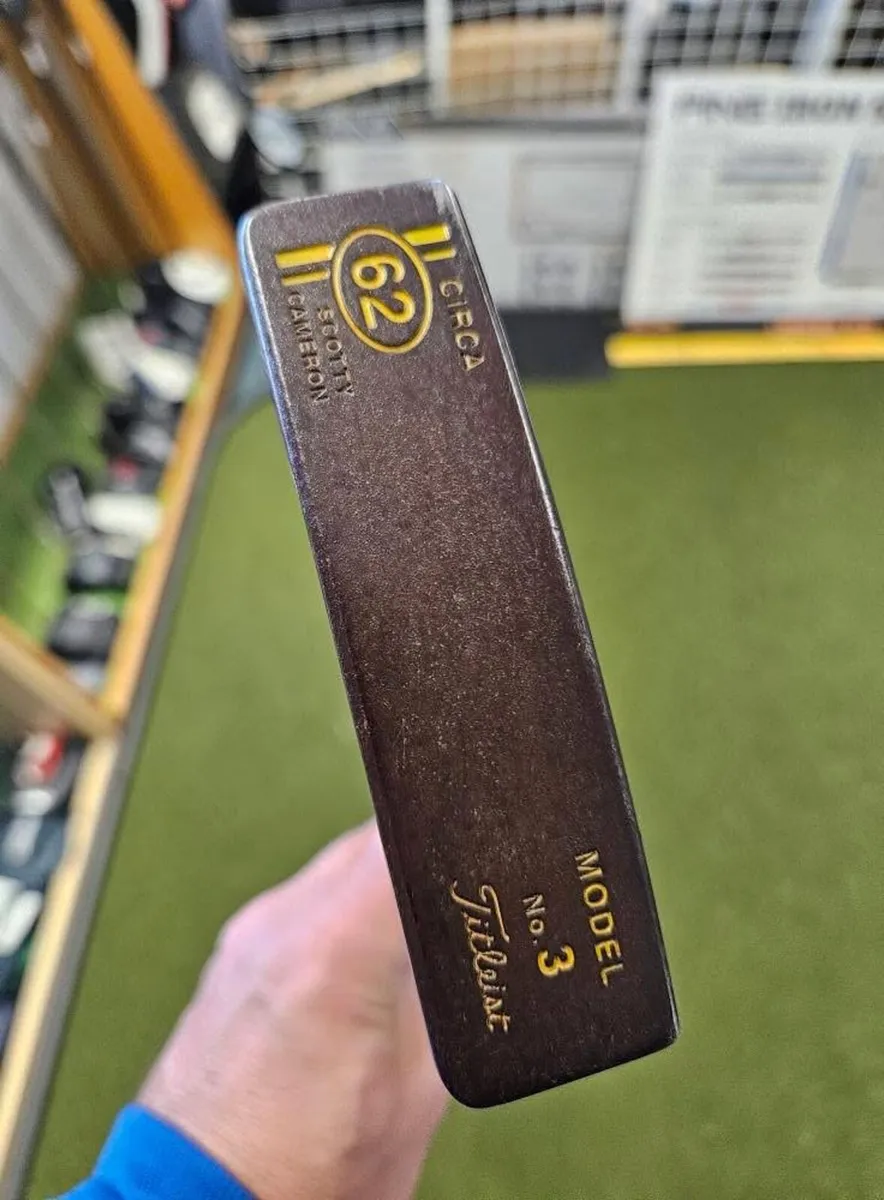 CIRCA
62
SCOTTY
CAMERON
MODEL
No. 3
Titleist